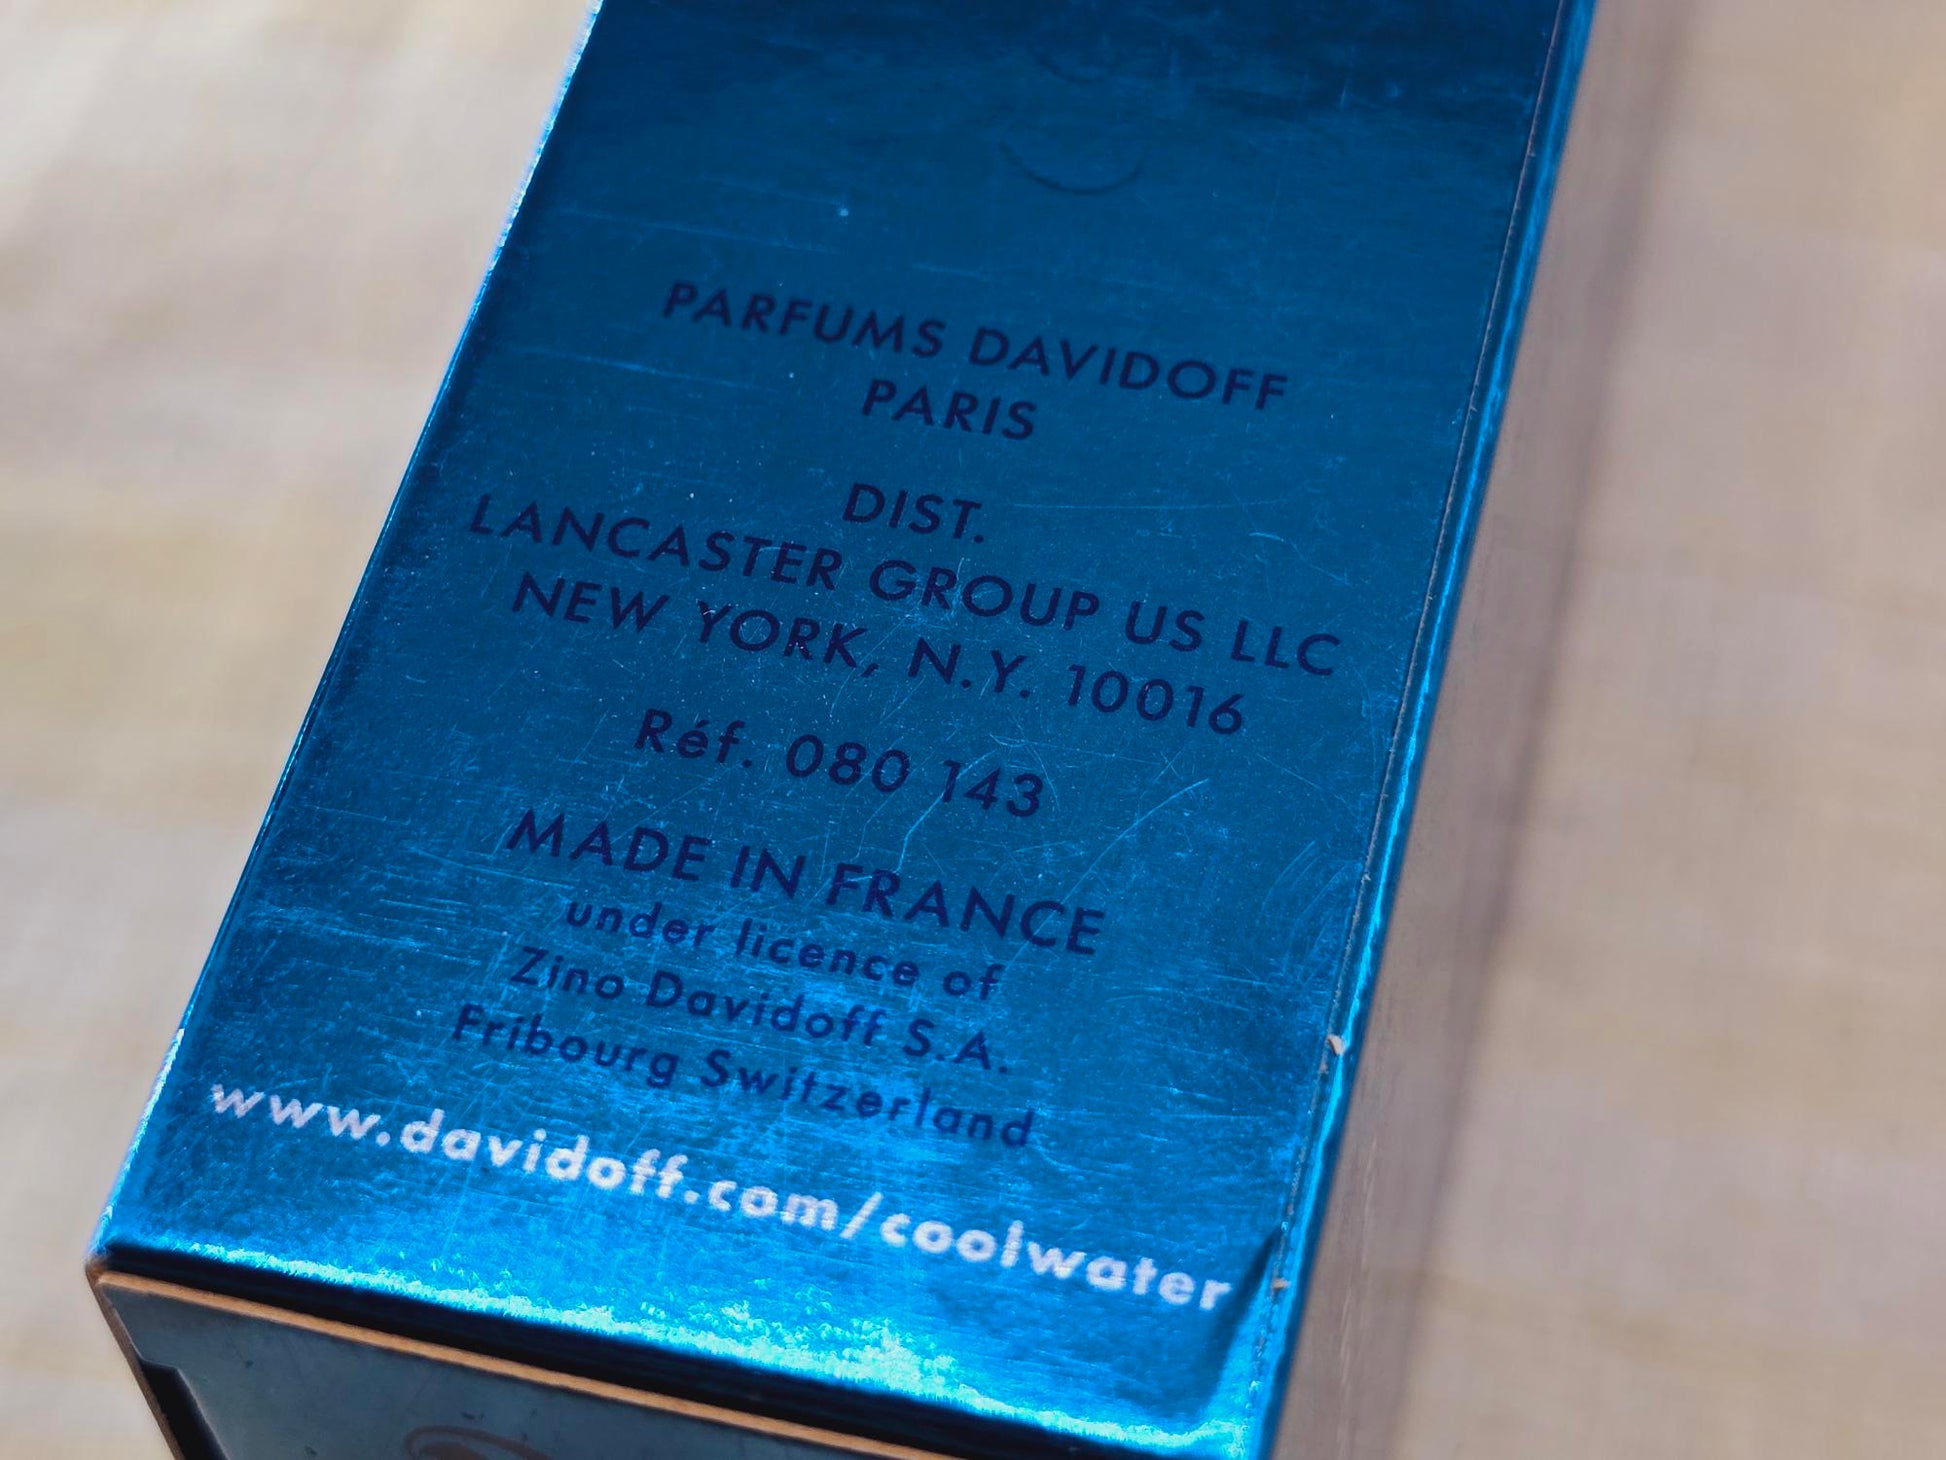 PARFUMS DAVIDOFF
PARIS
DIST.
LANCASTER GROUP US LLC
NEW YORK, N.Y. 10016
Réf. 080 143
MADE IN FRANCE
under licence of
Zino Davidoff S.A.
Fribourg Switzerland
www.davidoff.com/coolwater